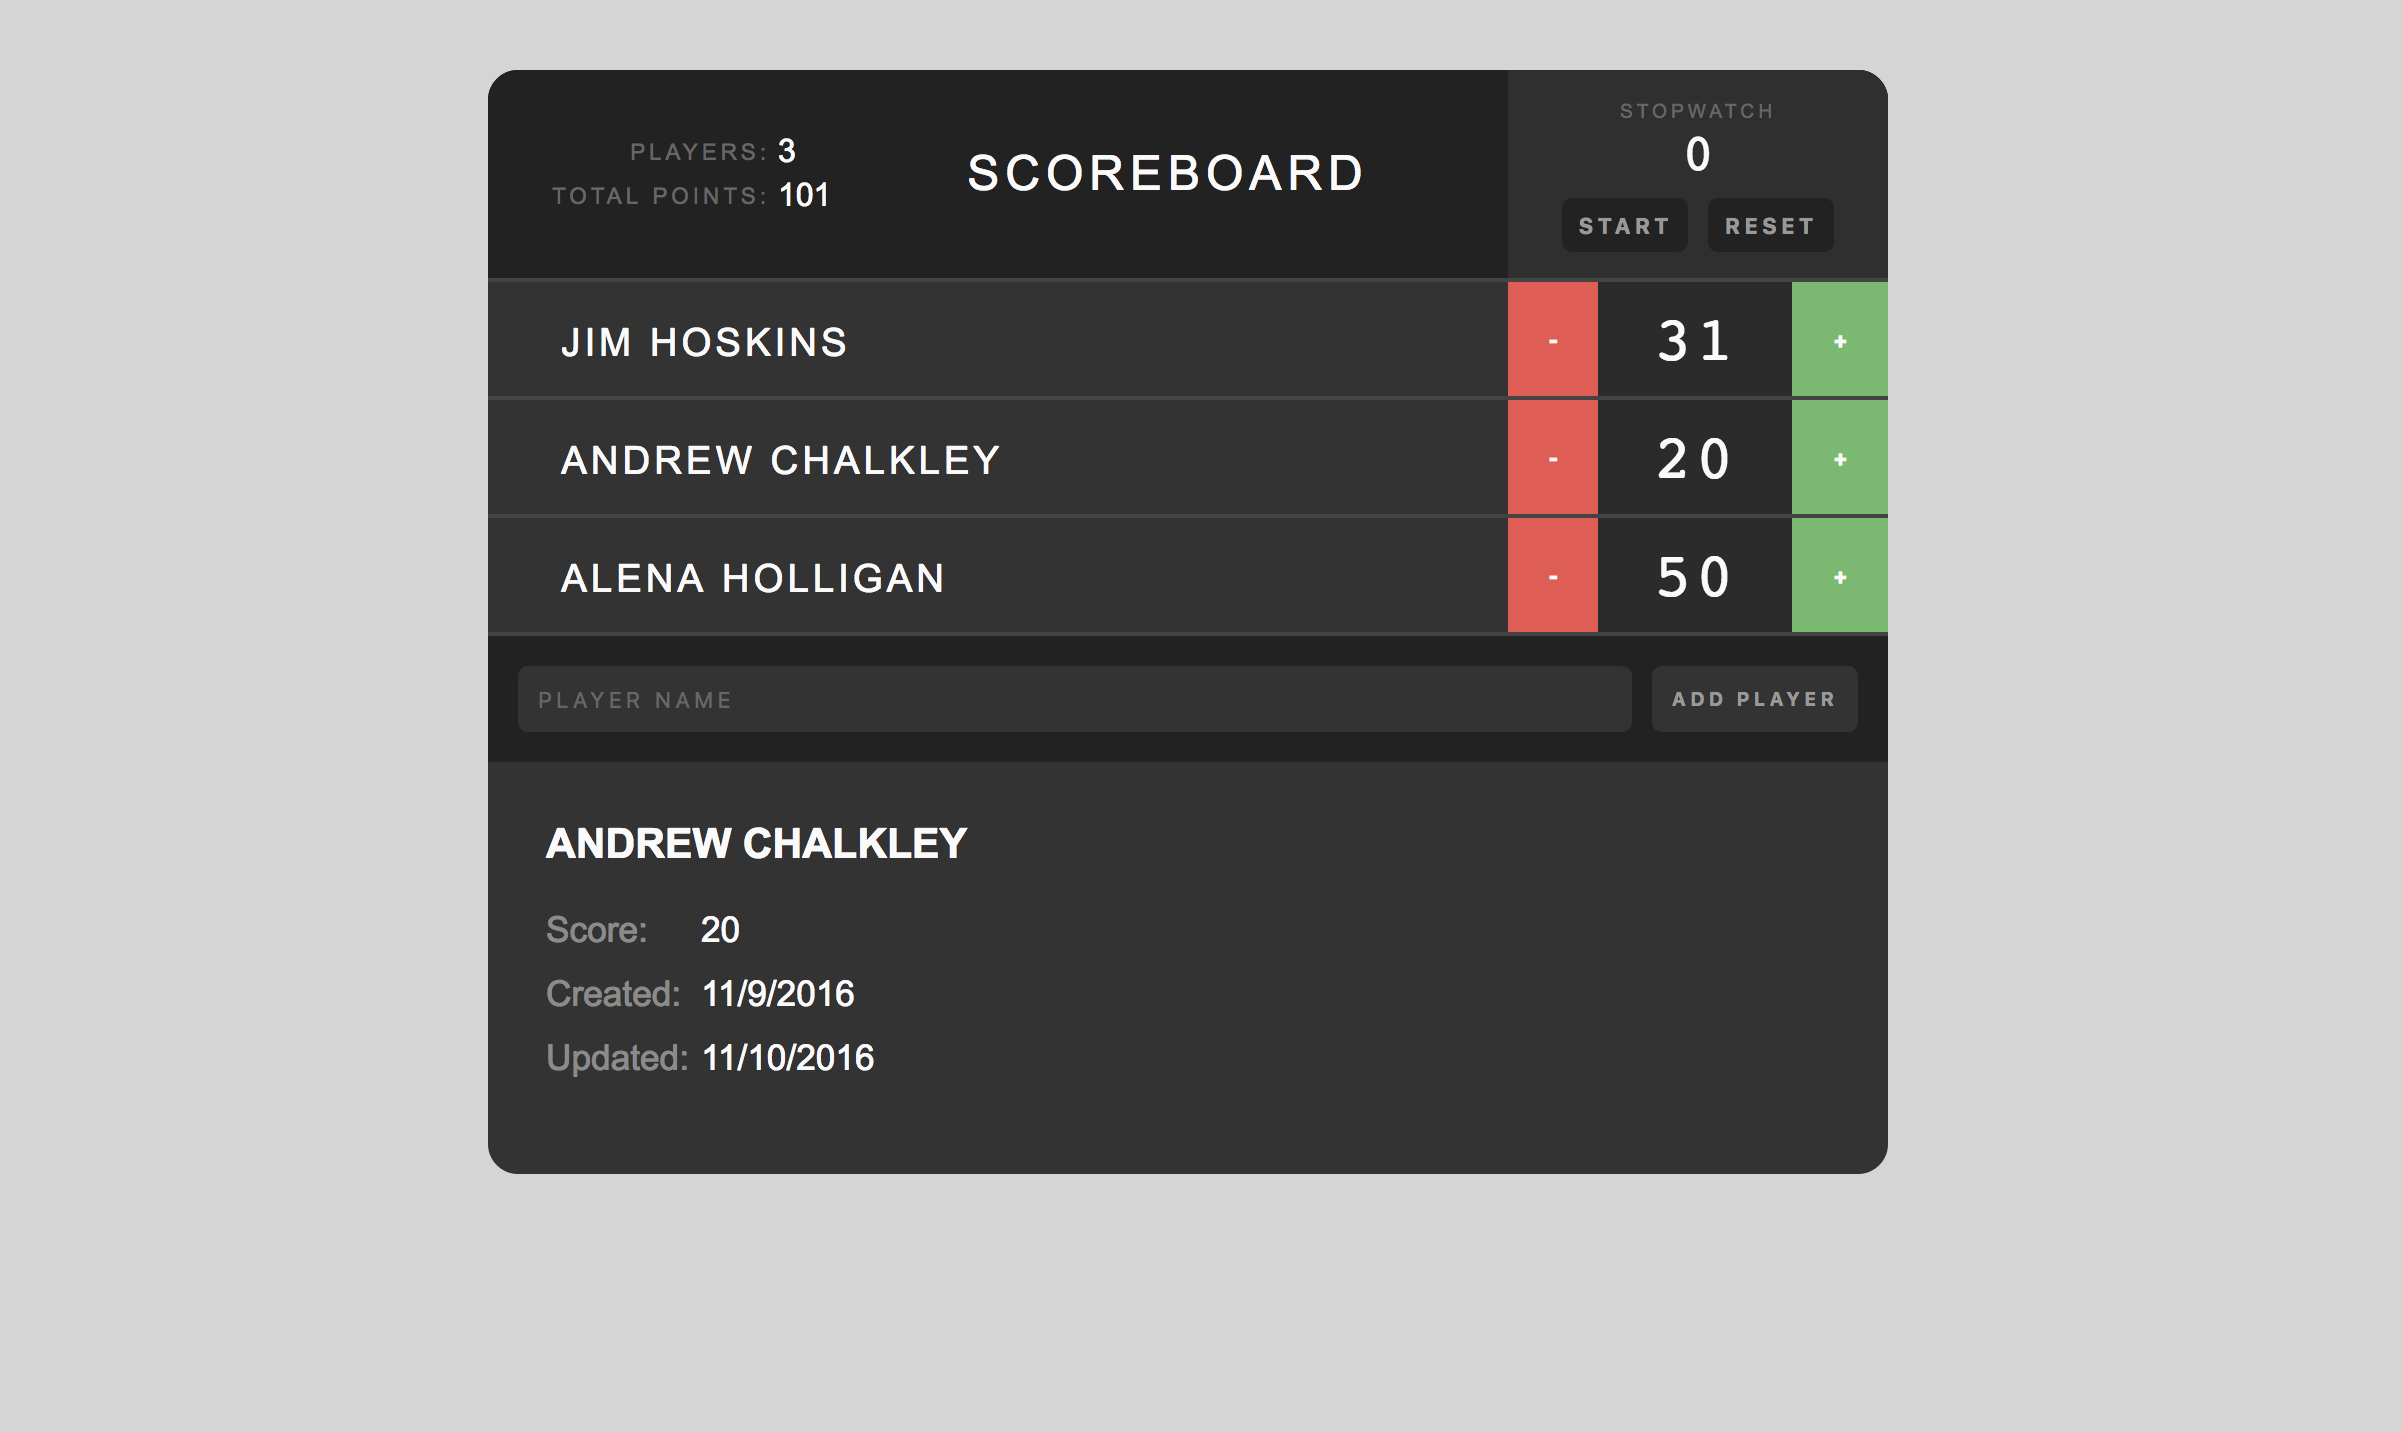 PLAYERS: 3
TOTAL POINTS: 101
SCOREBOARD
STOPWATCH
0
START RESET
JIM HOSKINS - 31 +
ANDREW CHALKLEY - 20 +
ALENA HOLLIGAN - 50 +
PLAYER NAME ADD PLAYER
ANDREW CHALKLEY
Score: 20
Created: 11/9/2016
Updated: 11/10/2016